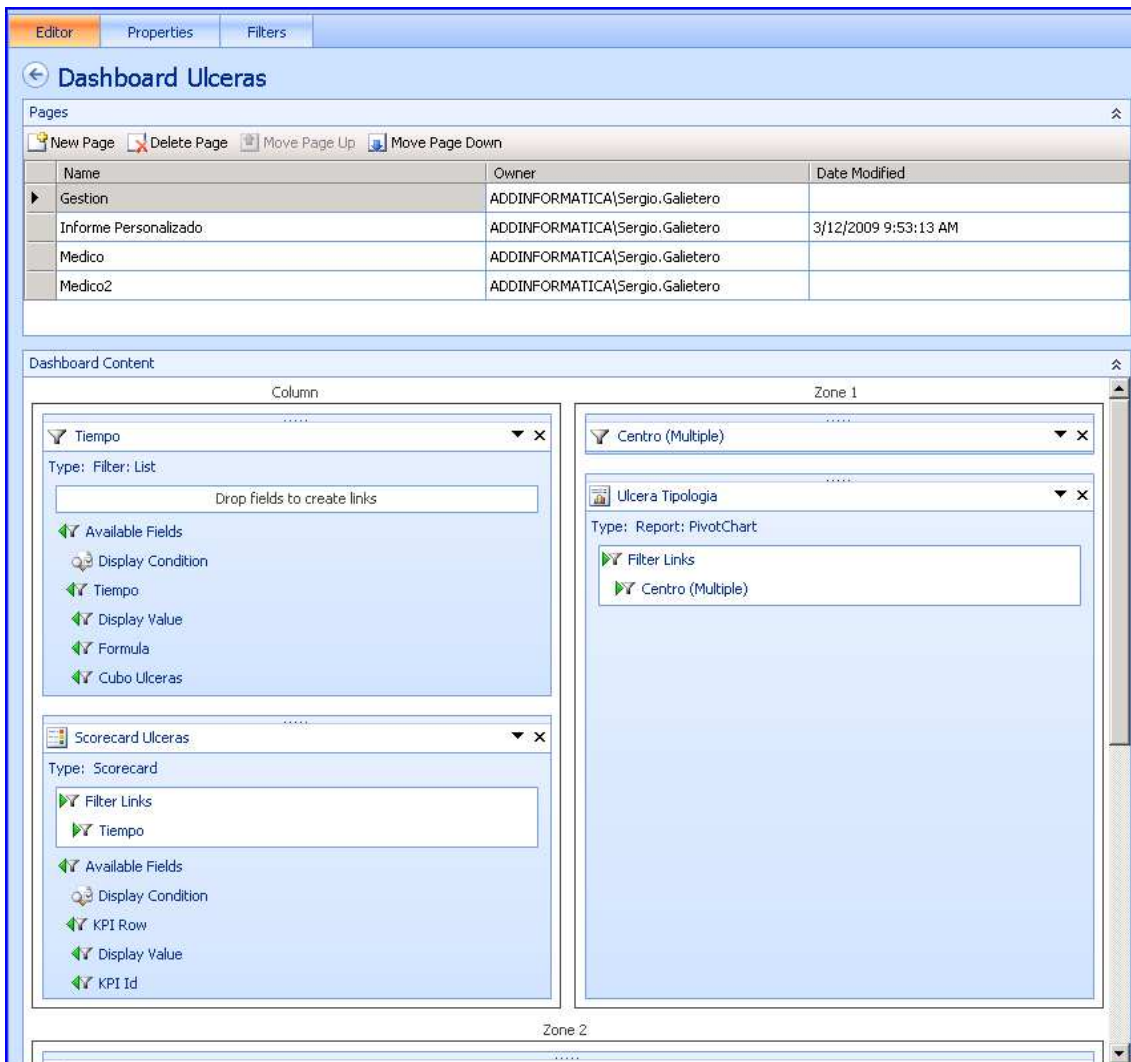 Editor Properties Filters
Dashboard Ulceras
Pages
New Page Delete Page Move Page Up Move Page Down
Name Owner Date Modified
Gestion ADDINFORMATICA\Sergio.Galietero
Informe Personalizado ADDINFORMATICA\Sergio.Galietero 3/12/2009 9:53:13 AM
Medico ADDINFORMATICA\Sergio.Galietero
Medico2 ADDINFORMATICA\Sergio.Galietero
Dashboard Content
Column
Tiempo
Type: Filter: List
Drop fields to create links
Available Fields
Display Condition
Tiempo
Display Value
Formula
Cubo Ulceras
Scorecard Ulceras
Type: Scorecard
Filter Links
Tiempo
Available Fields
Display Condition
KPI Row
Display Value
KPI Id
Zone 1
Centro (Multiple)
Ulcera Tipologia
Type: Report: PivotChart
Filter Links
Centro (Multiple)
Zone 2